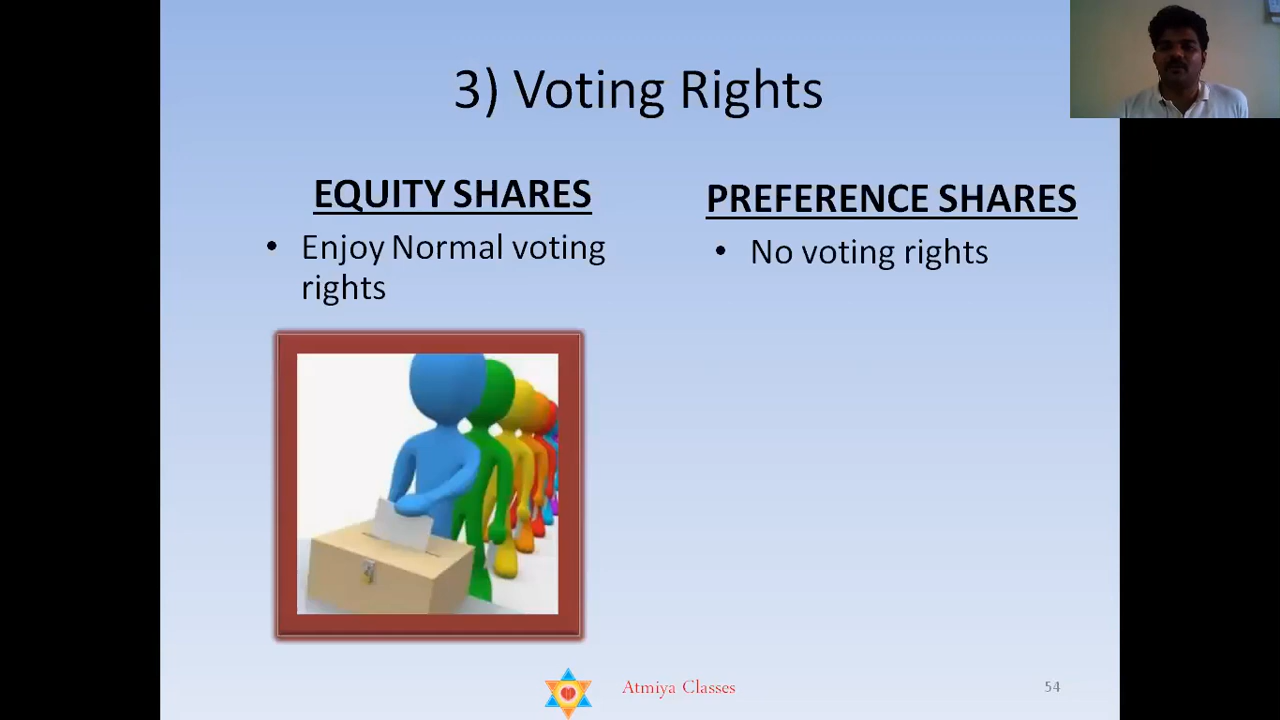 3) Voting Rights
EQUITY SHARES
• Enjoy Normal voting
rights
PREFERENCE SHARES
• No voting rights
Atmiya Classes
54